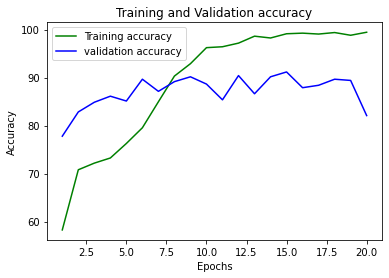 Training and Validation accuracy
Training accuracy
validation accuracy
100
90
80
70
60
Accuracy
2.5 5.0 7.5 10.0 12.5 15.0 17.5 20.0
Epochs